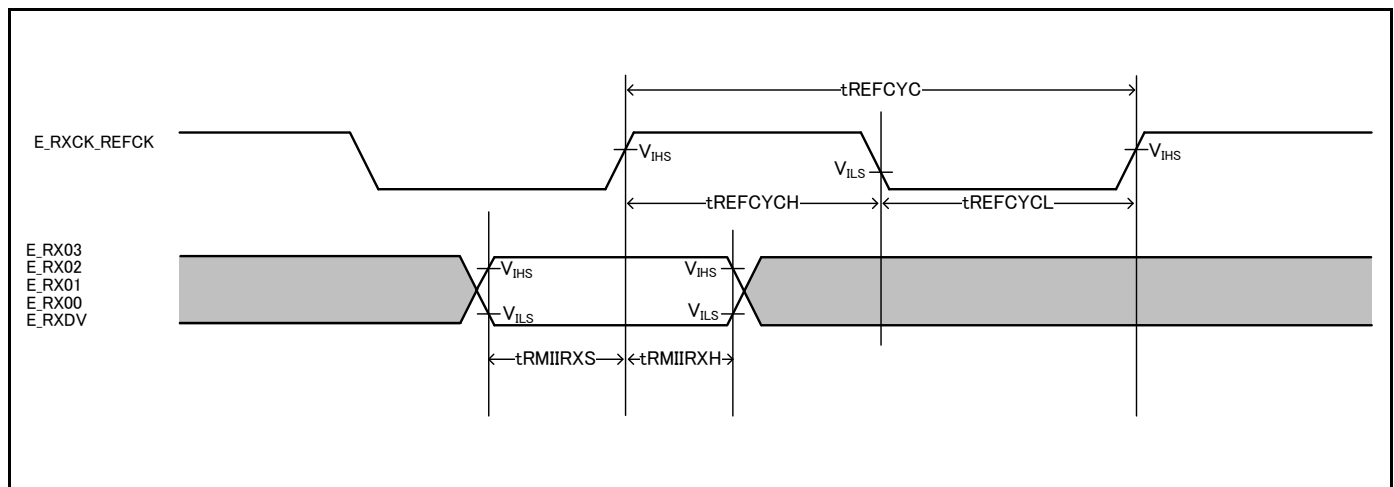 tREFCYC
E_RXCK_REFCK
VIHS
VILS
VIHS
tREFCYCH
tREFCYCL
E_RX03
E_RX02
E_RX01
E_RX00
E_RXDV
VIHS
VIHS
VILS
VILS
tRMIIRXS
tRMIIRXH